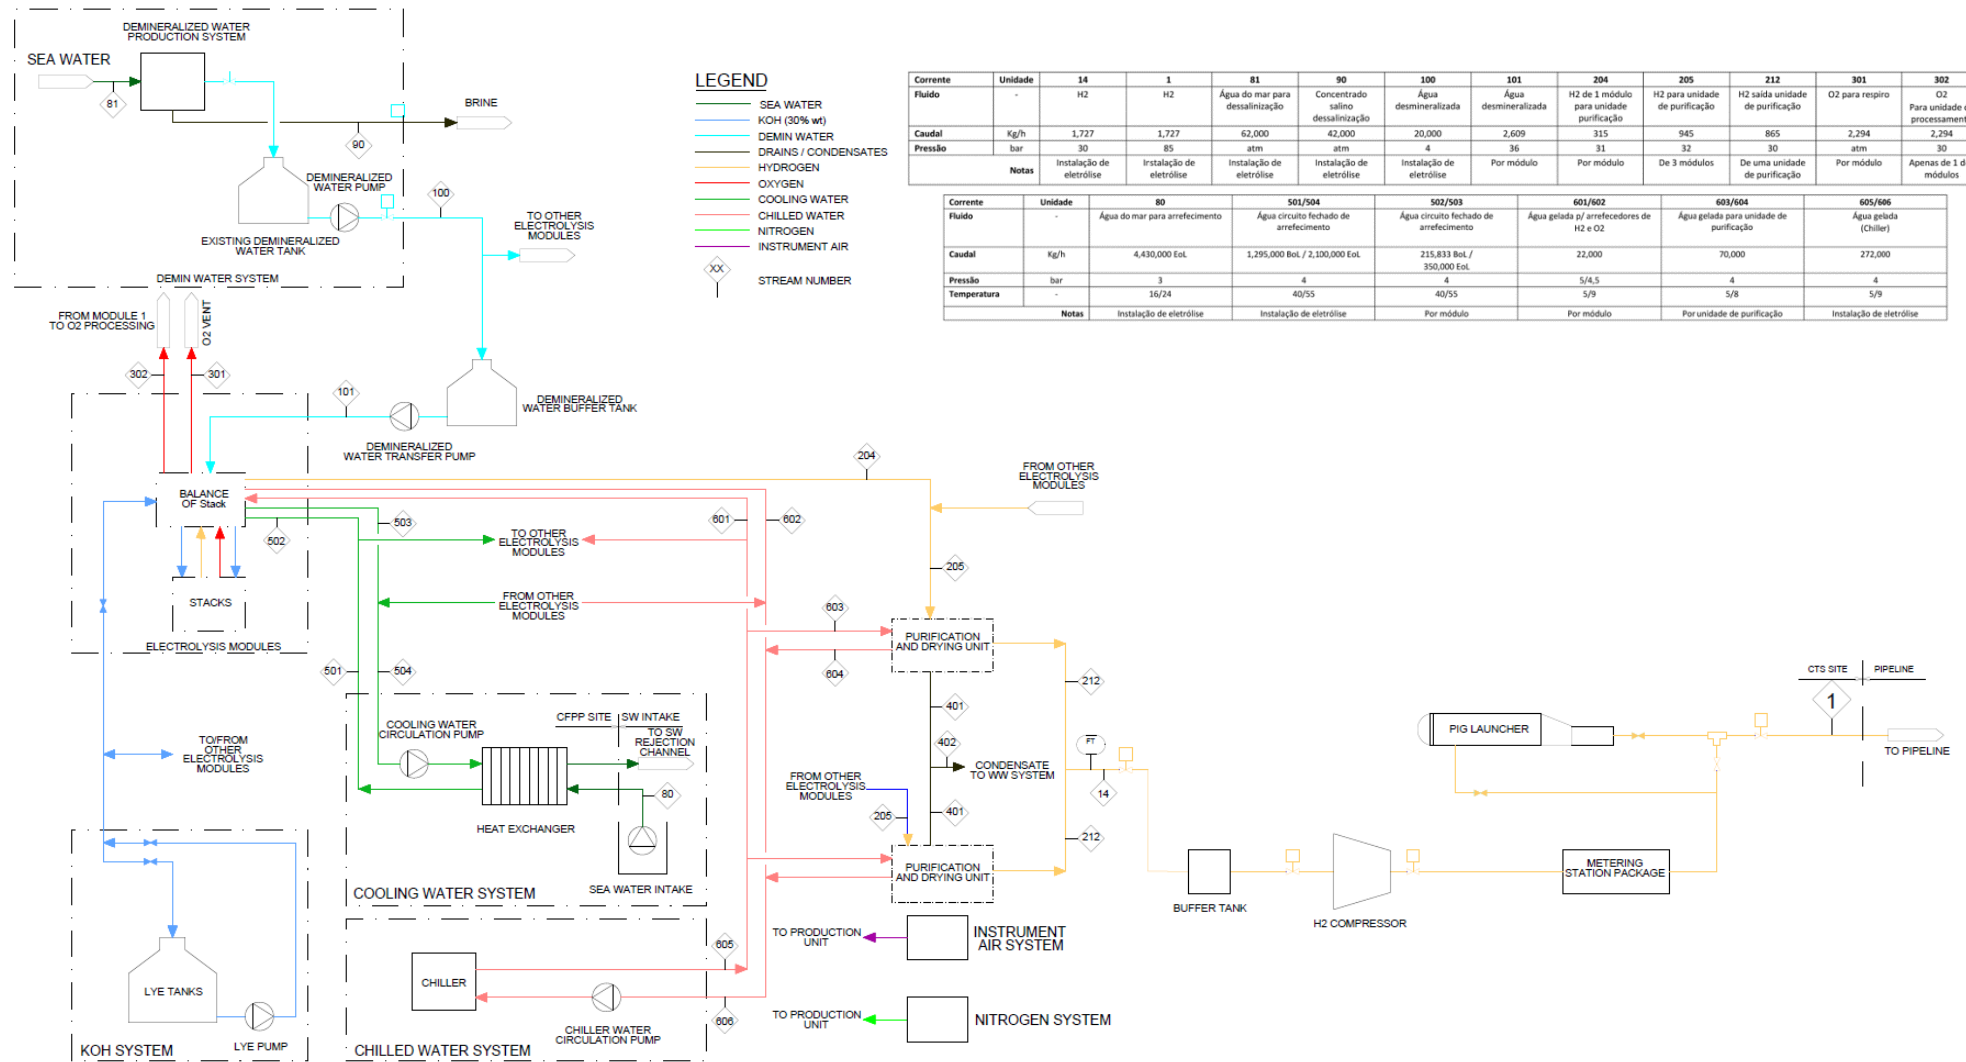 DEMINERALIZED WATER
PRODUCTION SYSTEM
SEA WATER
81
BRINE
90
DEMINERALIZED
WATER PUMP
100
EXISTING DEMINERALIZED
WATER TANK
TO OTHER
ELECTROLYSIS
MODULES
DEMIN WATER SYSTEM
LEGEND
SEA WATER
KOH (30% wt)
DEMIN WATER
DRAINS / CONDENSATES
HYDROGEN
OXYGEN
COOLING WATER
CHILLED WATER
NITROGEN
INSTRUMENT AIR
XX
STREAM NUMBER
Corrente Unidade 14 1 81 90 100 101 204 205 212 301 302
Fluido - H2 H2 Água do mar para dessalinização Concentrado salino dessalinização Água desmineralizada Água desmineralizada H2 de 1 módulo para unidade purificação H2 para unidade de purificação H2 saída unidade de purificação O2 para respiro O2 Para unidade processament
Caudal Kg/h 1,727 1,727 62,000 42,000 20,000 2,609 315 945 865 2,294 2,294
Pressão bar 30 85 atm atm 4 36 31 32 30 atm 30
Notas Instalação de eletrólise Instalação de eletrólise Instalação de eletrólise Instalação de eletrólise Instalação de eletrólise Por módulo Por módulo De 3 módulos De uma unidade de purificação Por módulo Apenas de 1 d módulos
Corrente Unidade 80 501/504 502/503 601/602 603/604 605/606
Fluido - Água do mar para arrefecimento Água circuito fechado de arrefecimento Água circuito fechado de arrefecimento Água gelada p/ arrefecedores de H2 e O2 Água gelada para unidade de purificação Água gelada (Chiller)
Caudal Kg/h 4,430,000 EoL 1,295,000 BoL / 2,100,000 EoL 215,833 BoL / 350,000 EoL 22,000 70,000 272,000
Pressão bar 3 4 4 5/4,5 4 4
Temperatura - 16/24 40/55 40/55 5/9 5/8 5/9
Notas Instalação de eletrólise Instalação de eletrólise Por módulo Por módulo Por unidade de purificação Instalação de eletrólise
FROM MODULE 1
TO O2 PROCESSING
O2 VENT
302
301
101
DEMINERALIZED
WATER BUFFER TANK
DEMINERALIZED
WATER TRANSFER PUMP
BALANCE
OF Stack
502
503
STACKS
ELECTROLYSIS MODULES
TO OTHER
ELECTROLYSIS
MODULES
FROM OTHER
ELECTROLYSIS
MODULES
601
602
204
FROM OTHER
ELECTROLYSIS
MODULES
205
603
604
PURIFICATION
AND DRYING UNIT
501
504
COOLING WATER
CIRCULATION PUMP
CFPP SITE
SW INTAKE
TO SW
REJECTION
CHANNEL
80
HEAT EXCHANGER
SEA WATER INTAKE
COOLING WATER SYSTEM
TO/FROM
OTHER
ELECTROLYSIS
MODULES
401
402
CONDENSATE
TO WW SYSTEM
401
FROM OTHER
ELECTROLYSIS
MODULES
205
PURIFICATION
AND DRYING UNIT
212
212
FT
14
BUFFER TANK
H2 COMPRESSOR
METERING
STATION PACKAGE
PIG LAUNCHER
CTS SITE
PIPELINE
1
TO PIPELINE
TO PRODUCTION
UNIT
INSTRUMENT
AIR SYSTEM
TO PRODUCTION
UNIT
NITROGEN SYSTEM
605
CHILLER
606
CHILLER WATER
CIRCULATION PUMP
CHILLED WATER SYSTEM
LYE TANKS
LYE PUMP
KOH SYSTEM